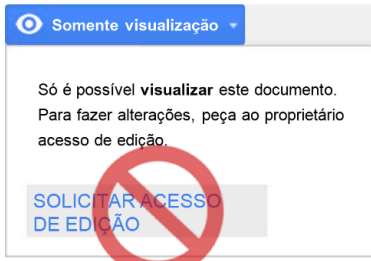 Somente visualização
Só é possível visualizar este documento.
Para fazer alterações, peça ao proprietário
acesso de edição.
SOLICITAR ACESSO
DE EDIÇÃO